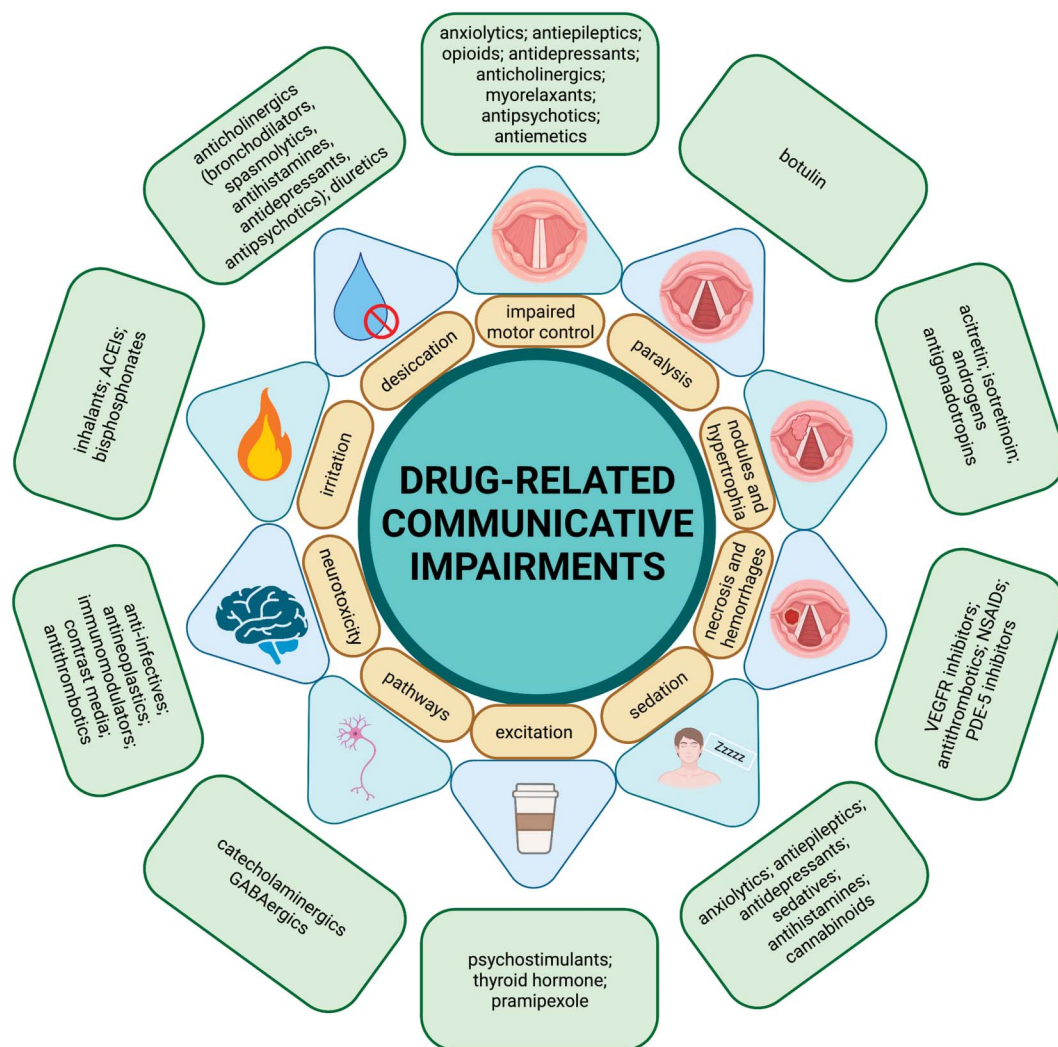 anxiolytics; antiepileptics;
opioids; antidepressants;
anticholinergics;
myorelaxants;
antipsychotics;
antiemetics
botulin
acitretin; isotretinoin;
androgens
antigonadotropins
VEGFR inhibitors;
antithrombotics; NSAIDs;
PDE-5 inhibitors
anxiolytics; antiepileptics;
antidepressants;
sedatives;
antihistamines;
cannabinoids
psychostimulants;
thyroid hormone;
pramipexole
catecholaminergics
GABAergics
anti-infectives;
antineoplastics;
immunomodulators;
contrast media;
antithrombotics
inhalants; ACEIs;
bisphosphonates
anticholinergics
(bronchodilators,
spasmolytics,
antihistamines,
antidepressants,
antipsychotics); diuretics
impaired
motor control
paralysis
nodules and
hypertrophia
necrosis and
hemorrhages
sedation
Zzzzz
excitation
pathways
neurotoxicity
irritation
desiccation
DRUG-RELATED
COMMUNICATIVE
IMPAIRMENTS